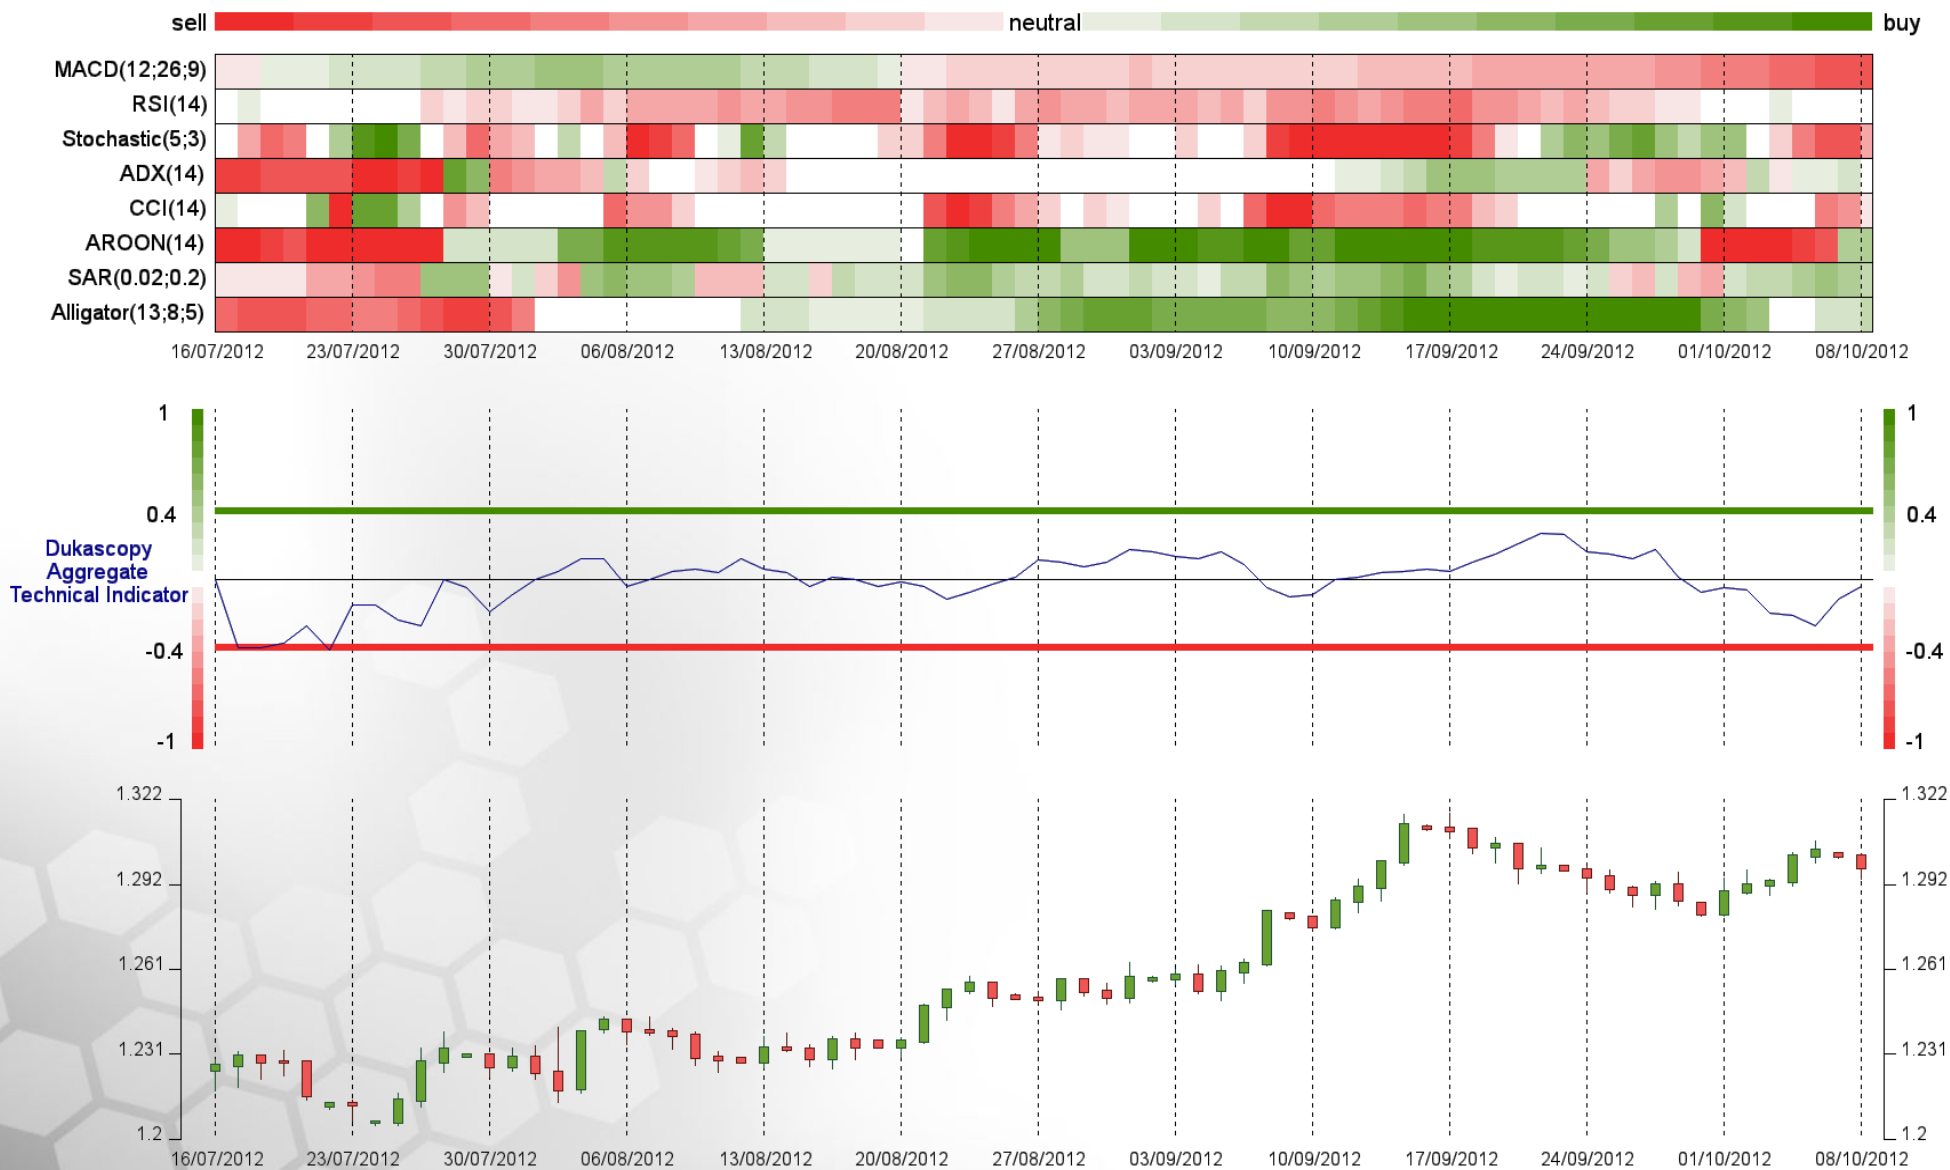 sell neutral buy
MACD(12;26;9)
RSI(14)
Stochastic(5;3)
ADX(14)
CCI(14)
AROON(14)
SAR(0.02;0.2)
Alligator(13;8;5)
16/07/2012 23/07/2012 30/07/2012 06/08/2012 13/08/2012 20/08/2012 27/08/2012 03/09/2012 10/09/2012 17/09/2012 24/09/2012 01/10/2012 08/10/2012
1 1
0.4 0.4
Dukascopy
Aggregate
Technical Indicator
-0.4 -0.4
-1 -1
1.322 1.322
1.292 1.292
1.261 1.261
1.231 1.231
1.2 1.2
16/07/2012 23/07/2012 30/07/2012 06/08/2012 13/08/2012 20/08/2012 27/08/2012 03/09/2012 10/09/2012 17/09/2012 24/09/2012 01/10/2012 08/10/2012